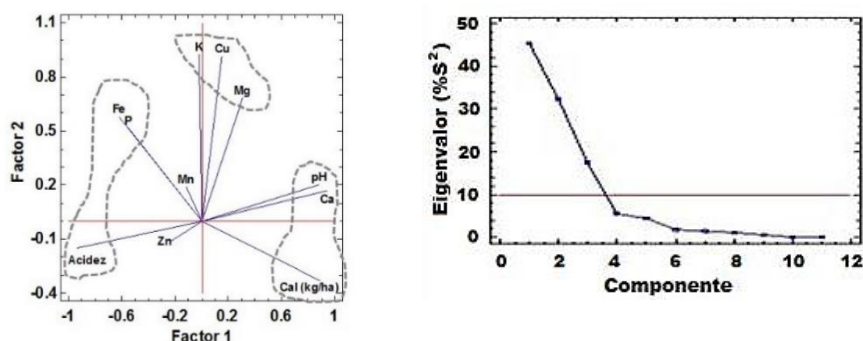 1.1
0.8
0.5
0.2
-0.1
-0.4
Factor 2
K
Cu
Mg
Fe
P
Mn
pH
Ca
Zn
Acidez
Cal (kg/ha)
-1 -0.6 -0.2 0.2 0.6 1
Factor 1
50
40
30
20
10
0
Eigenvalor (%S²)
0 2 4 6 8 10 12
Componente